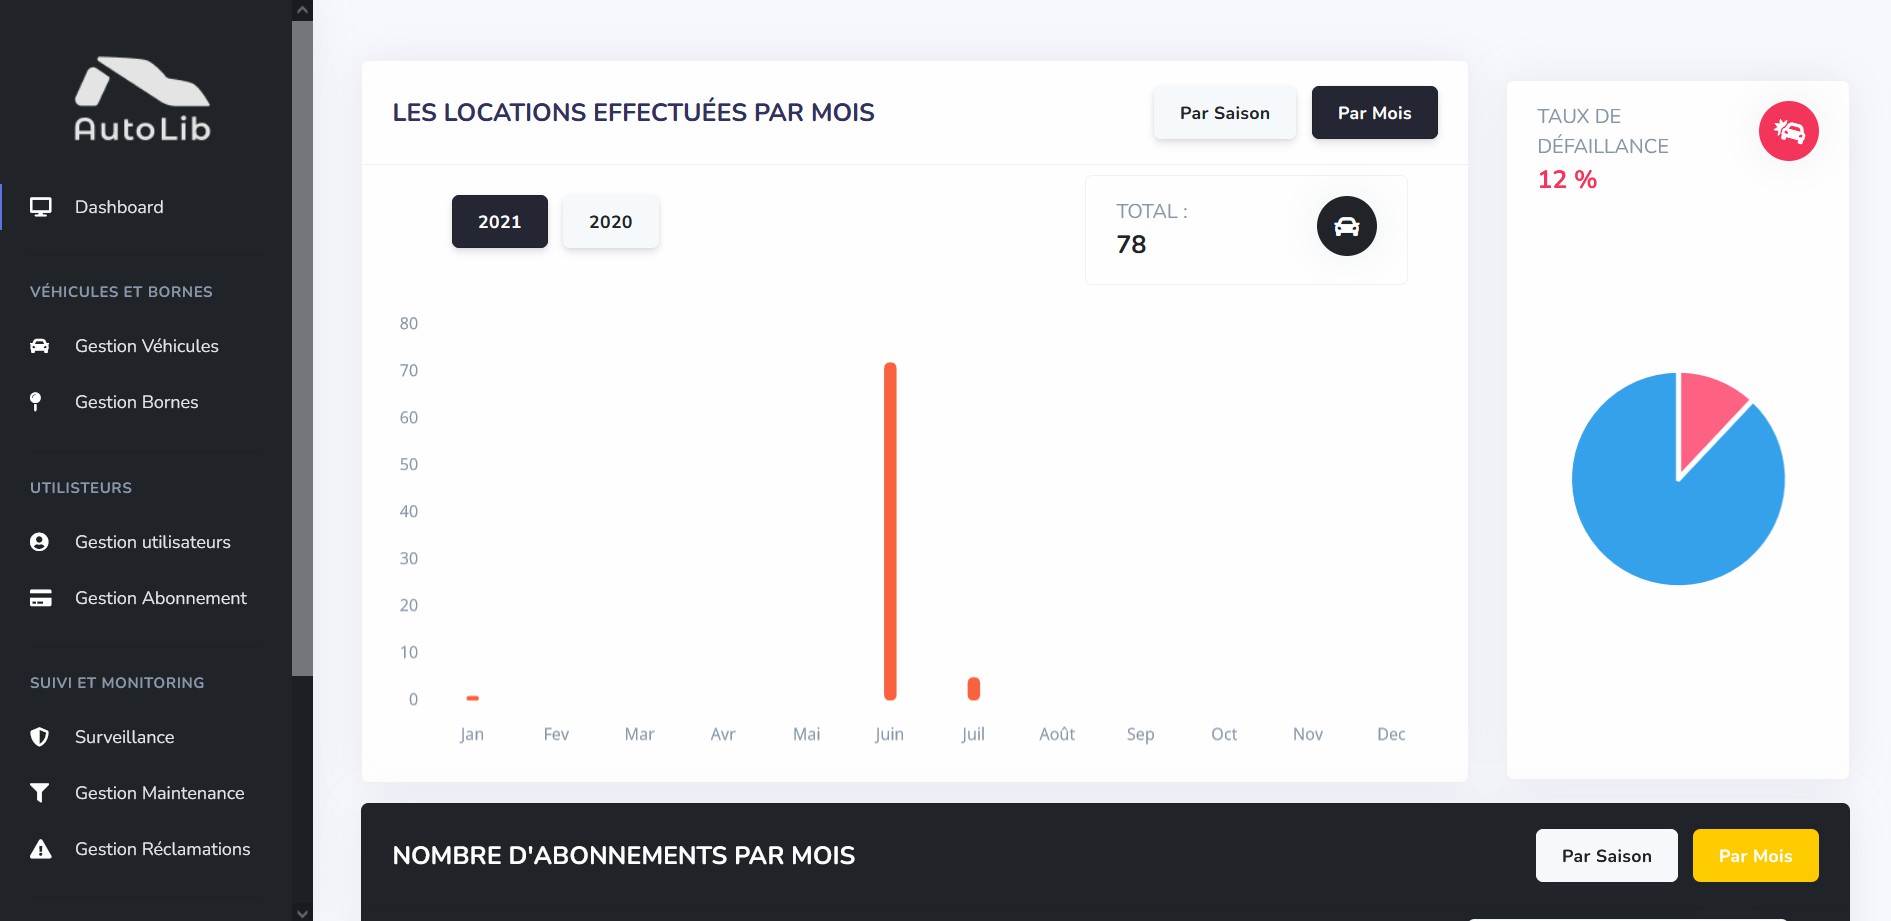 AutoLib
Dashboard
VÉHICULES ET BORNES
Gestion Véhicules
Gestion Bornes
UTILISTEURS
Gestion utilisateurs
Gestion Abonnement
SUIVI ET MONITORING
Surveillance
Gestion Maintenance
Gestion Réclamations
LES LOCATIONS EFFECTUÉES PAR MOIS
Par Saison
Par Mois
2021
2020
TOTAL :
78
80
70
60
50
40
30
20
10
0
Jan Fev Mar Avr Mai Juin Juil Août Sep Oct Nov Dec
TAUX DE
DÉFAILLANCE
12 %
NOMBRE D'ABONNEMENTS PAR MOIS
Par Saison
Par Mois